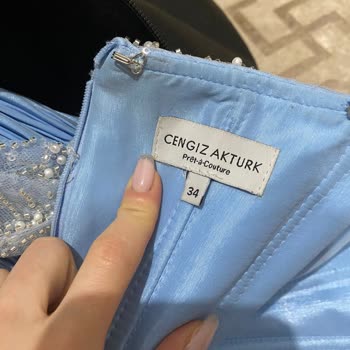 CENGIZ AKTURK
Prêt-à-Couture
34